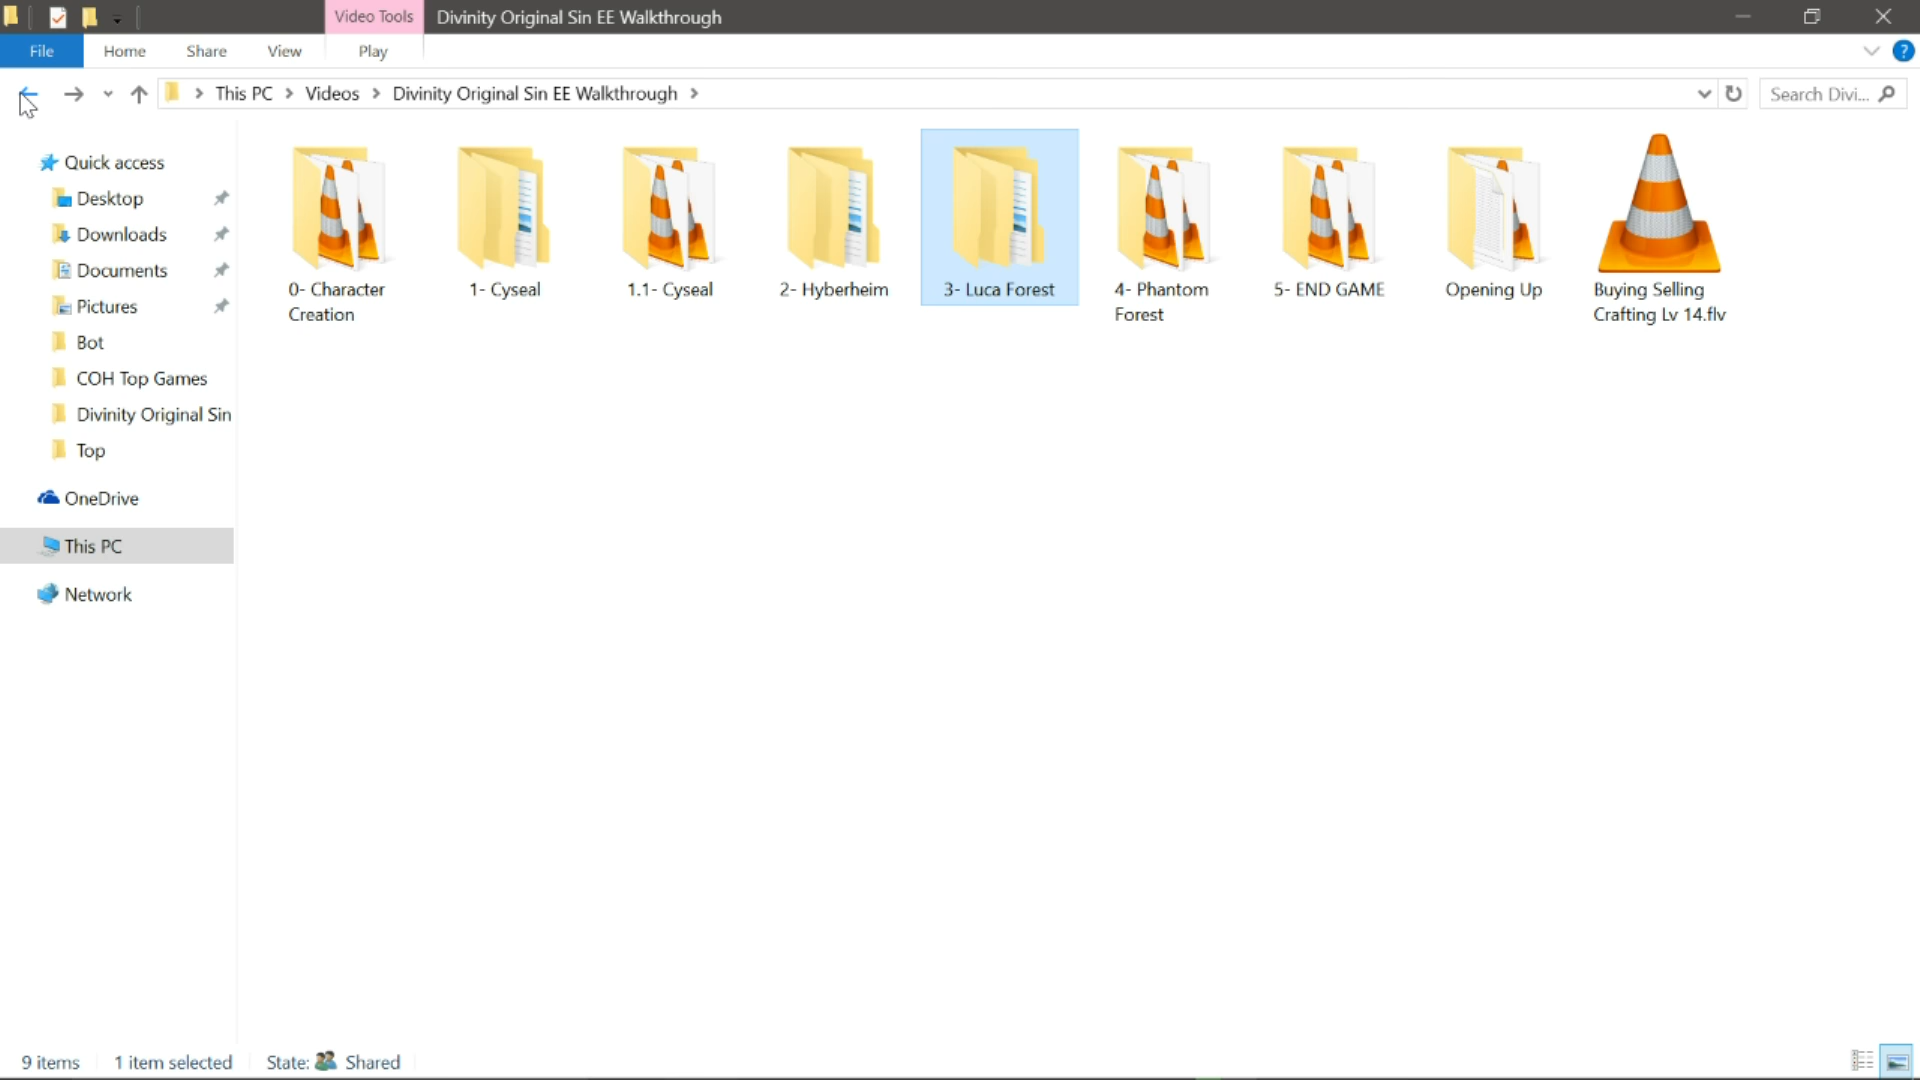 Video Tools
Divinity Original Sin EE Walkthrough
File
Home
Share
View
Play
This PC
Videos
Divinity Original Sin EE Walkthrough
Search Divi...
Quick access
Desktop
Downloads
Documents
Pictures
Bot
COH Top Games
Divinity Original Sin
Top
OneDrive
This PC
Network
0- Character
Creation
1- Cyseal
1.1- Cyseal
2- Hyberheim
3- Luca Forest
4- Phantom
Forest
5- END GAME
Opening Up
Buying Selling
Crafting Lv 14.flv
9 items
1 item selected
State: Shared